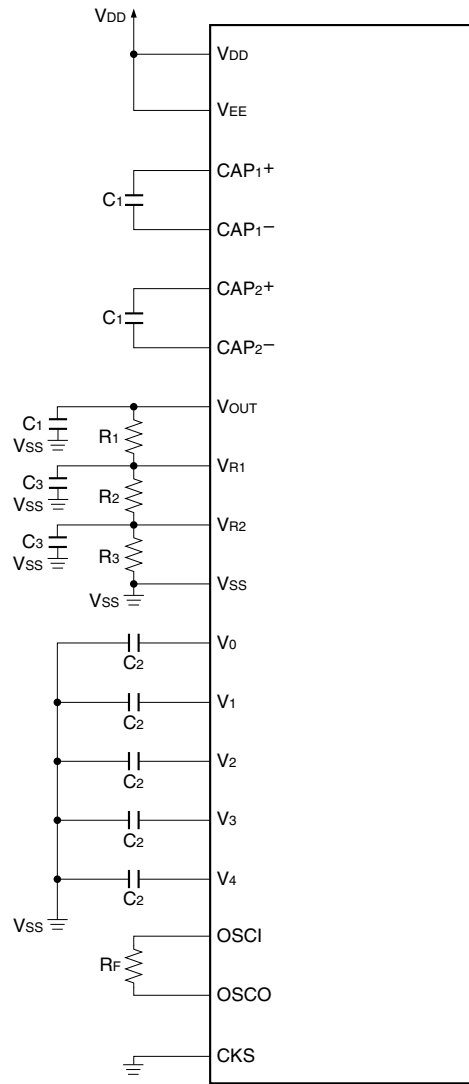 VDD
VDD
VEE
CAP1+
C1
CAP1−
CAP2+
C1
CAP2−
VOUT
C1
VSS
R1
VR1
C3
VSS
R2
VR2
C3
VSS
R3
VSS
VSS
V0
C2
V1
C2
V2
C2
V3
C2
V4
C2
VSS
OSCI
RF
OSCO
CKS